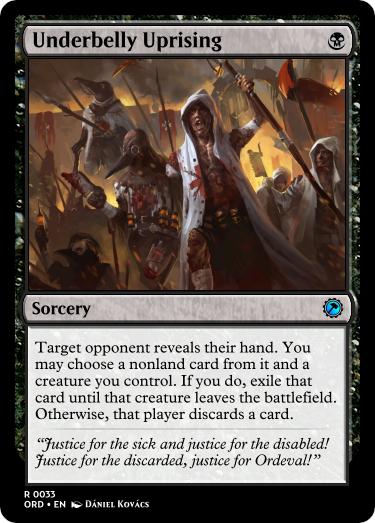 Underbelly Uprising
Sorcery
Target opponent reveals their hand. You
may choose a nonland card from it and a
creature you control. If you do, exile that
card until that creature leaves the battlefield.
Otherwise, that player discards a card.
“Justice for the sick and justice for the disabled!
Justice for the discarded, justice for Ordeval!”
R 0033
ORD • EN Dániel Kovács